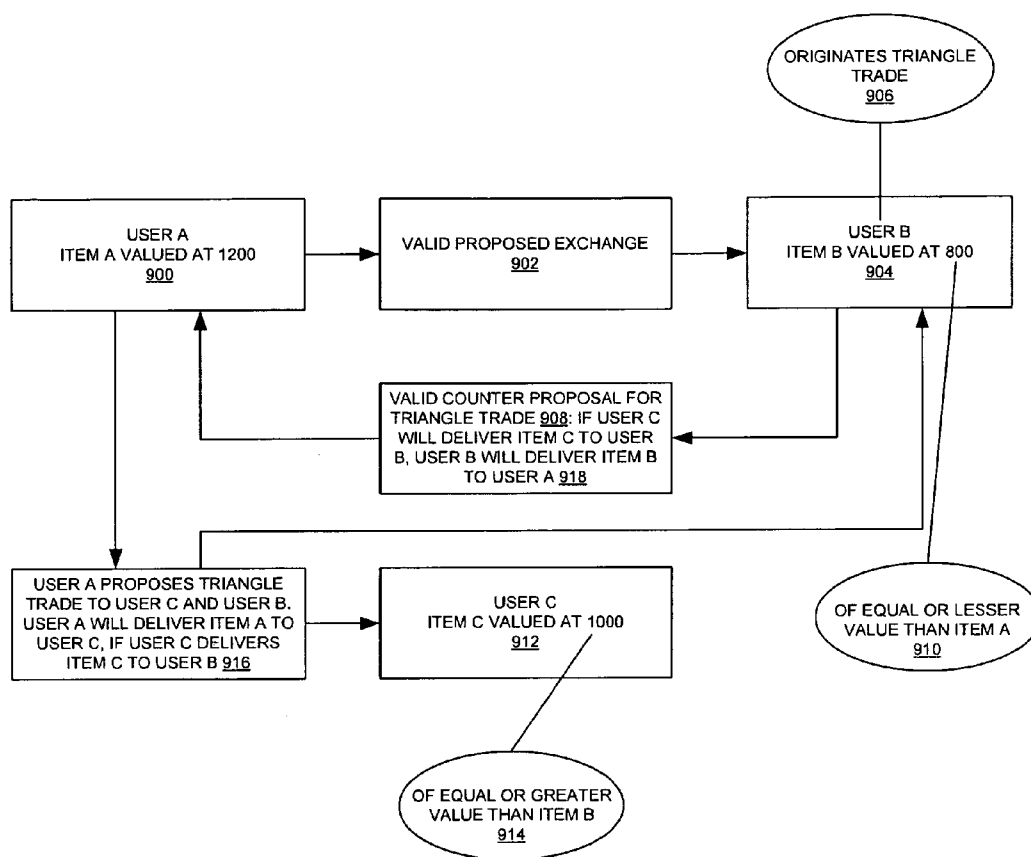 ORIGINATES TRIANGLE
TRADE
906
USER A
ITEM A VALUED AT 1200
900
VALID PROPOSED EXCHANGE
902
USER B
ITEM B VALUED AT 800
904
VALID COUNTER PROPOSAL FOR
TRIANGLE TRADE 908: IF USER C
WILL DELIVER ITEM C TO USER
B, USER B WILL DELIVER ITEM B
TO USER A 918
USER A PROPOSES TRIANGLE
TRADE TO USER C AND USER B.
USER A WILL DELIVER ITEM A TO
USER C, IF USER C DELIVERS
ITEM C TO USER B 916
USER C
ITEM C VALUED AT 1000
912
OF EQUAL OR LESSER
VALUE THAN ITEM A
910
OF EQUAL OR GREATER
VALUE THAN ITEM B
914